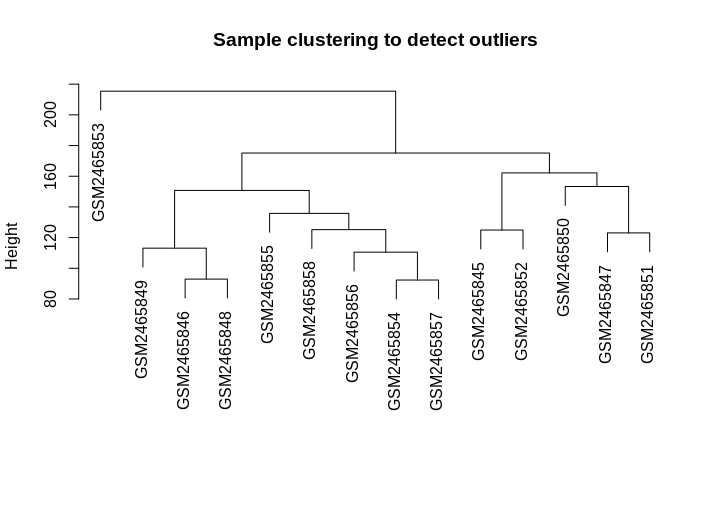 Sample clustering to detect outliers
Height
200
160
120
80
GSM2465853
GSM2465849
GSM2465846
GSM2465848
GSM2465855
GSM2465858
GSM2465856
GSM2465854
GSM2465857
GSM2465845
GSM2465852
GSM2465850
GSM2465847
GSM2465851